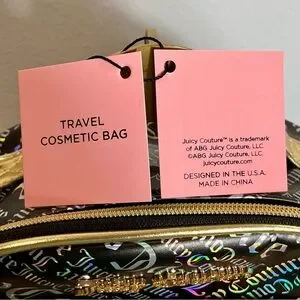 TRAVEL
COSMETIC BAG
Juicy Couture™ is a trademark
of ABG Juicy Couture, LLC.
©ABG Juicy Couture, LLC.
juicycouture.com
DESIGNED IN THE U.S.A.
MADE IN CHINA